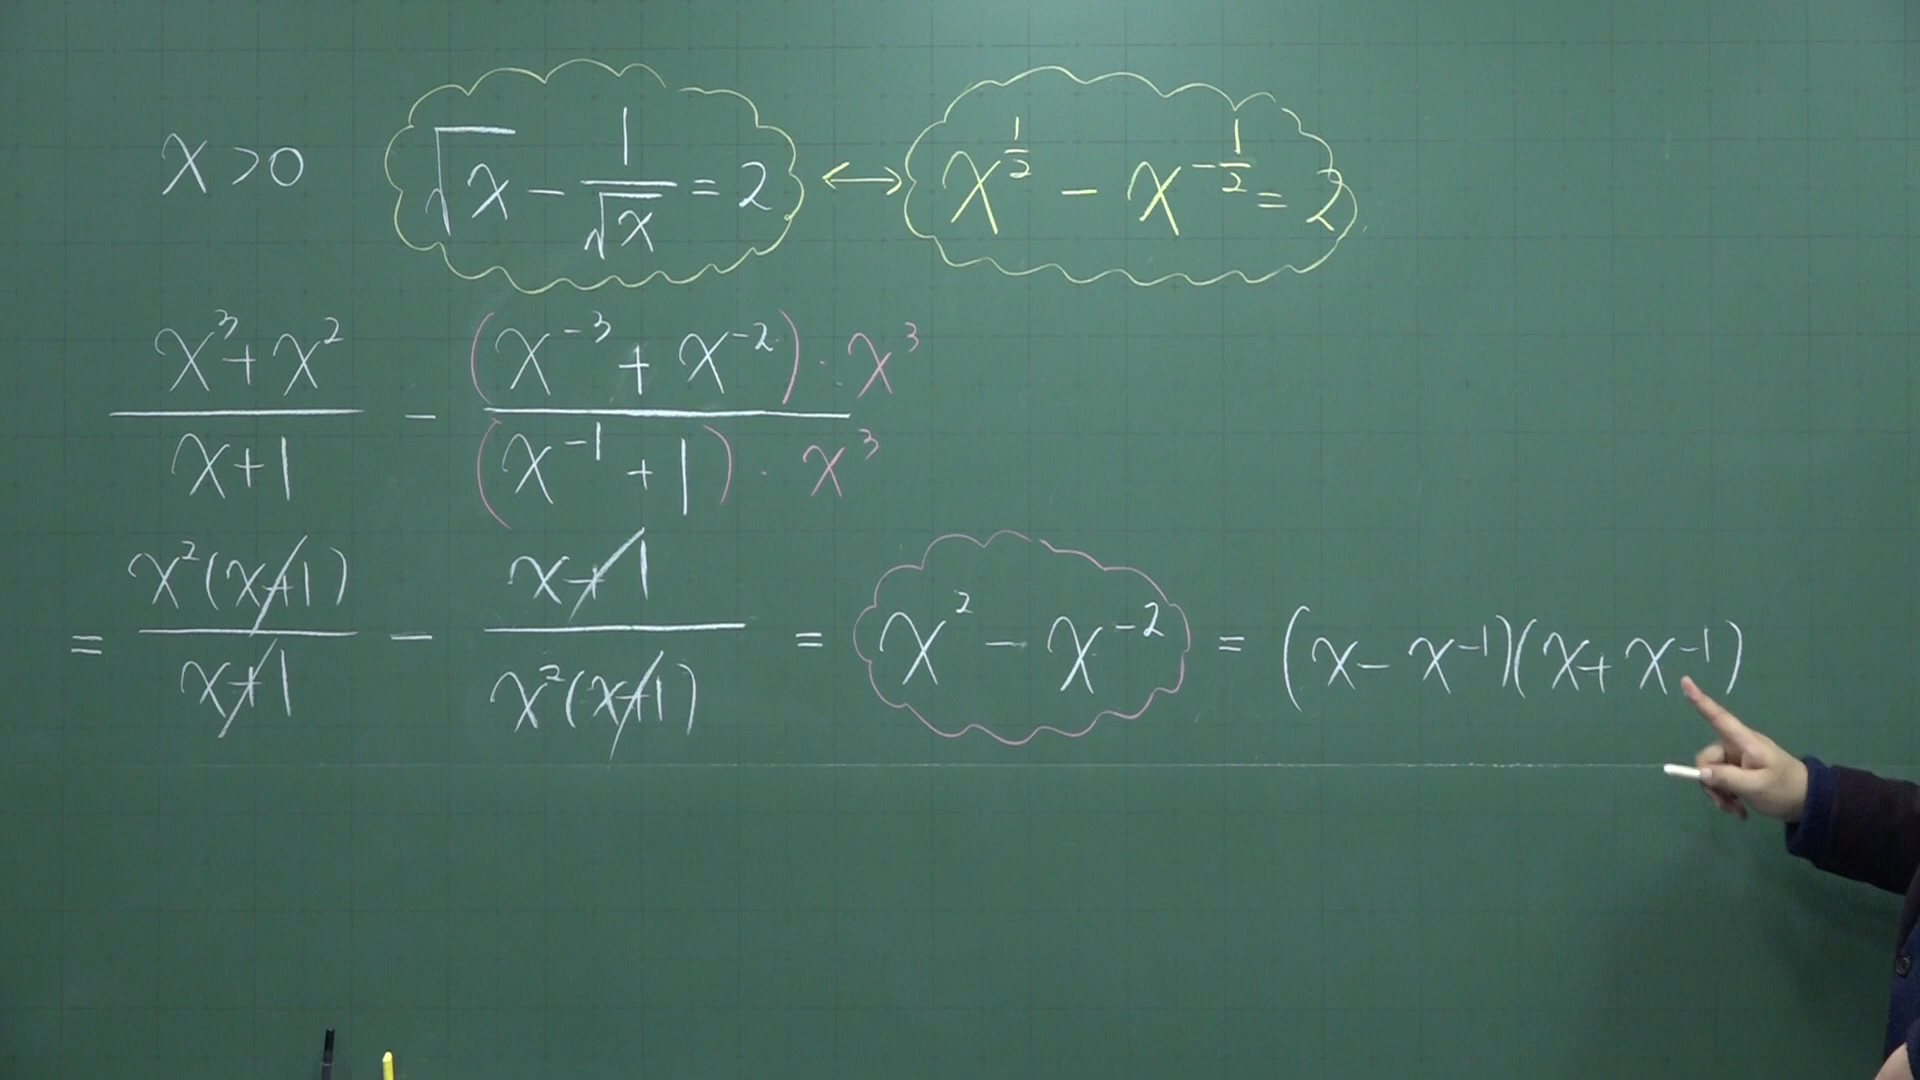 x > 0 √x − 1/√x = 2 ↔ x^{1/2} − x^{-1/2} = 2
(x³ + x²)/(x + 1) − ((x⁻³ + x⁻²) · x³)/((x⁻¹ + 1) · x³)
= x²(x+1)/(x+1) − (x+1)/(x²(x+1)) = x² − x⁻² = (x − x⁻¹)(x + x⁻¹)